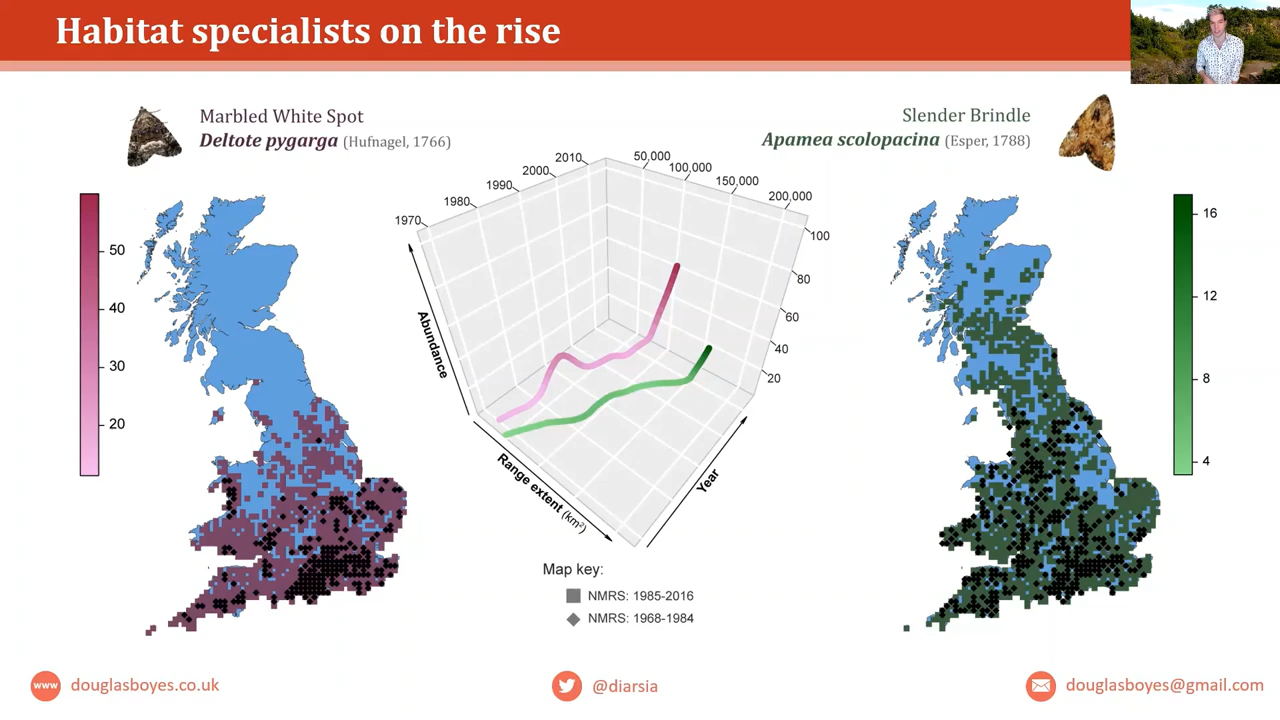 Habitat specialists on the rise
Marbled White Spot
Deltote pygarga (Hufnagel, 1766)
Slender Brindle
Apamea scolopacina (Esper, 1788)
50
40
30
20
1970
1980
1990
2000
2010
50,000
100,000
150,000
200,000
100
80
60
40
20
Abundance
Range extent (km²)
Year
16
12
8
4
Map key:
NMRS: 1985-2016
NMRS: 1968-1984
www douglasboyes.co.uk
@diarsia
douglasboyes@gmail.com